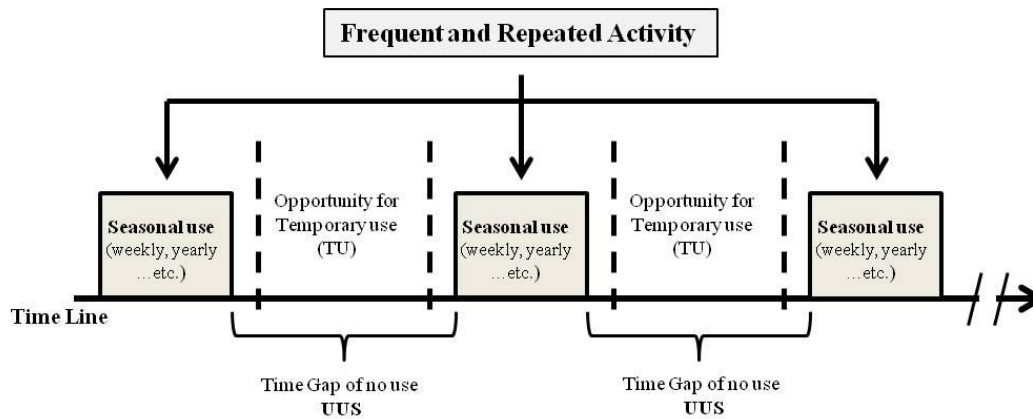 Frequent and Repeated Activity
Seasonal use
(weekly, yearly
...etc.)
Opportunity for
Temporary use
(TU)
Seasonal use
(weekly, yearly
...etc.)
Opportunity for
Temporary use
(TU)
Seasonal use
(weekly, yearly
...etc.)
Time Line
Time Gap of no use
UUS
Time Gap of no use
UUS